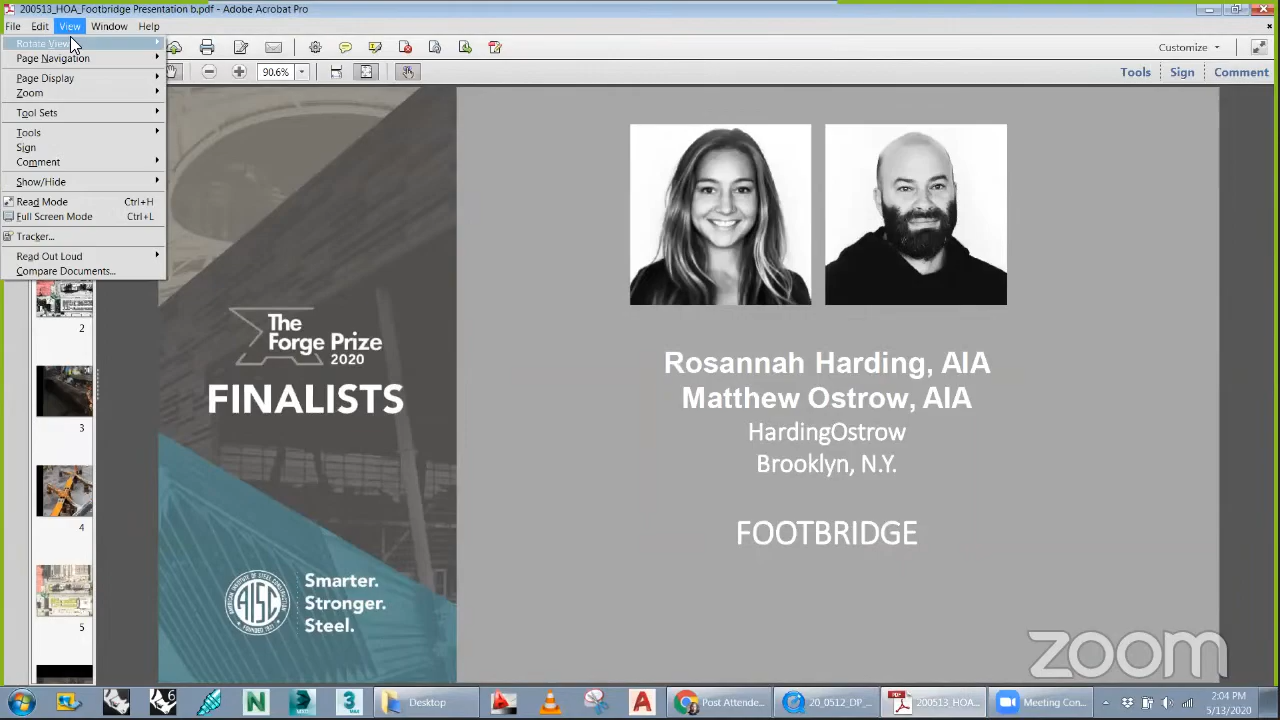 200513_HOA_Footbridge Presentation b.pdf - Adobe Acrobat Pro
File Edit View Window Help
Rotate View
Page Navigation
Page Display
Zoom
Tool Sets
Tools
Sign
Comment
Show/Hide
Read Mode Ctrl+H
Full Screen Mode Ctrl+L
Tracker...
Read Out Loud
Compare Documents...
Customize
90.6%
Tools Sign Comment
2
3
4
5
The
Forge Prize
2020
FINALISTS
AISC
Smarter.
Stronger.
Steel.
Rosannah Harding, AIA
Matthew Ostrow, AIA
HardingOstrow
Brooklyn, N.Y.
FOOTBRIDGE
zoom
Desktop
Post Attende...
20_0512_DP_...
200513_HOA...
Meeting Con...
2:04 PM
5/13/2020